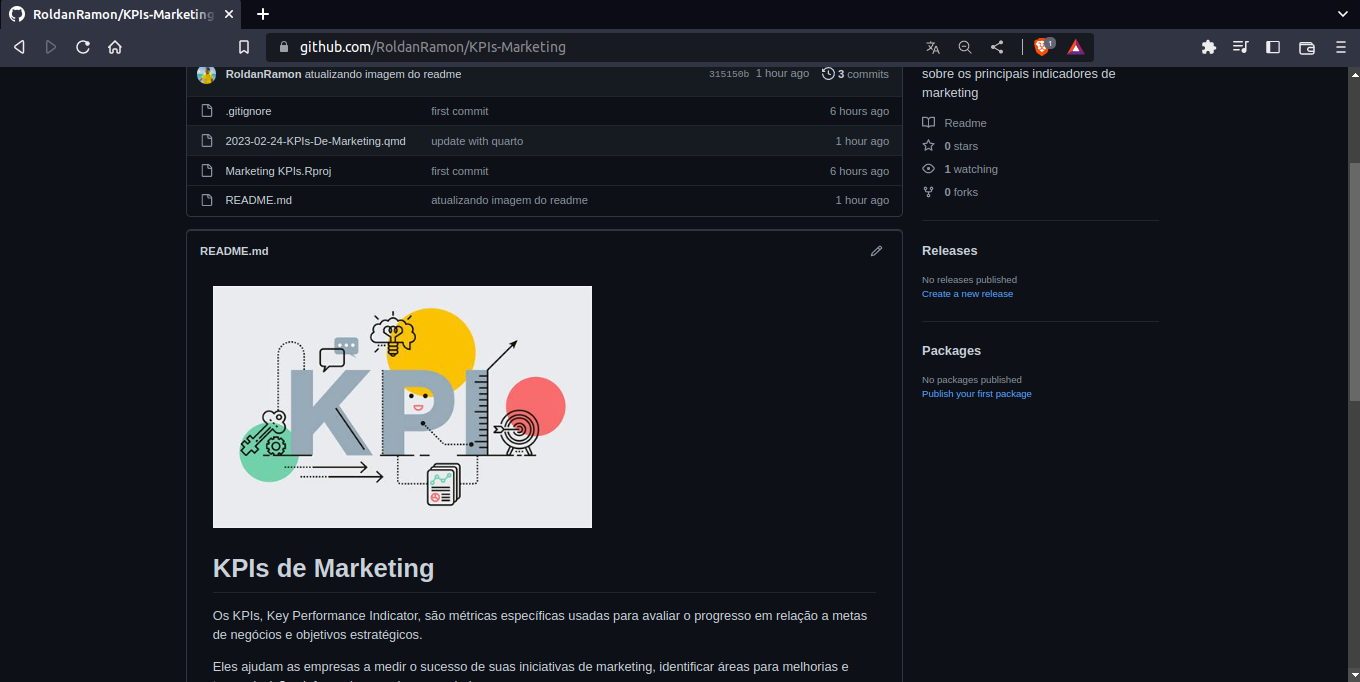 RoldanRamon/KPIs-Marketing
github.com/RoldanRamon/KPIs-Marketing
1
RoldanRamon atualizando imagem do readme 315150b 1 hour ago 3 commits
.gitignore first commit 6 hours ago
2023-02-24-KPIs-De-Marketing.qmd update with quarto 1 hour ago
Marketing KPIs.Rproj first commit 6 hours ago
README.md atualizando imagem do readme 1 hour ago
sobre os principais indicadores de
marketing
Readme
0 stars
1 watching
0 forks
Releases
No releases published
Create a new release
Packages
No packages published
Publish your first package
README.md
KPI
KPIs de Marketing
Os KPIs, Key Performance Indicator, são métricas específicas usadas para avaliar o progresso em relação a metas
de negócios e objetivos estratégicos.
Eles ajudam as empresas a medir o sucesso de suas iniciativas de marketing, identificar áreas para melhorias e